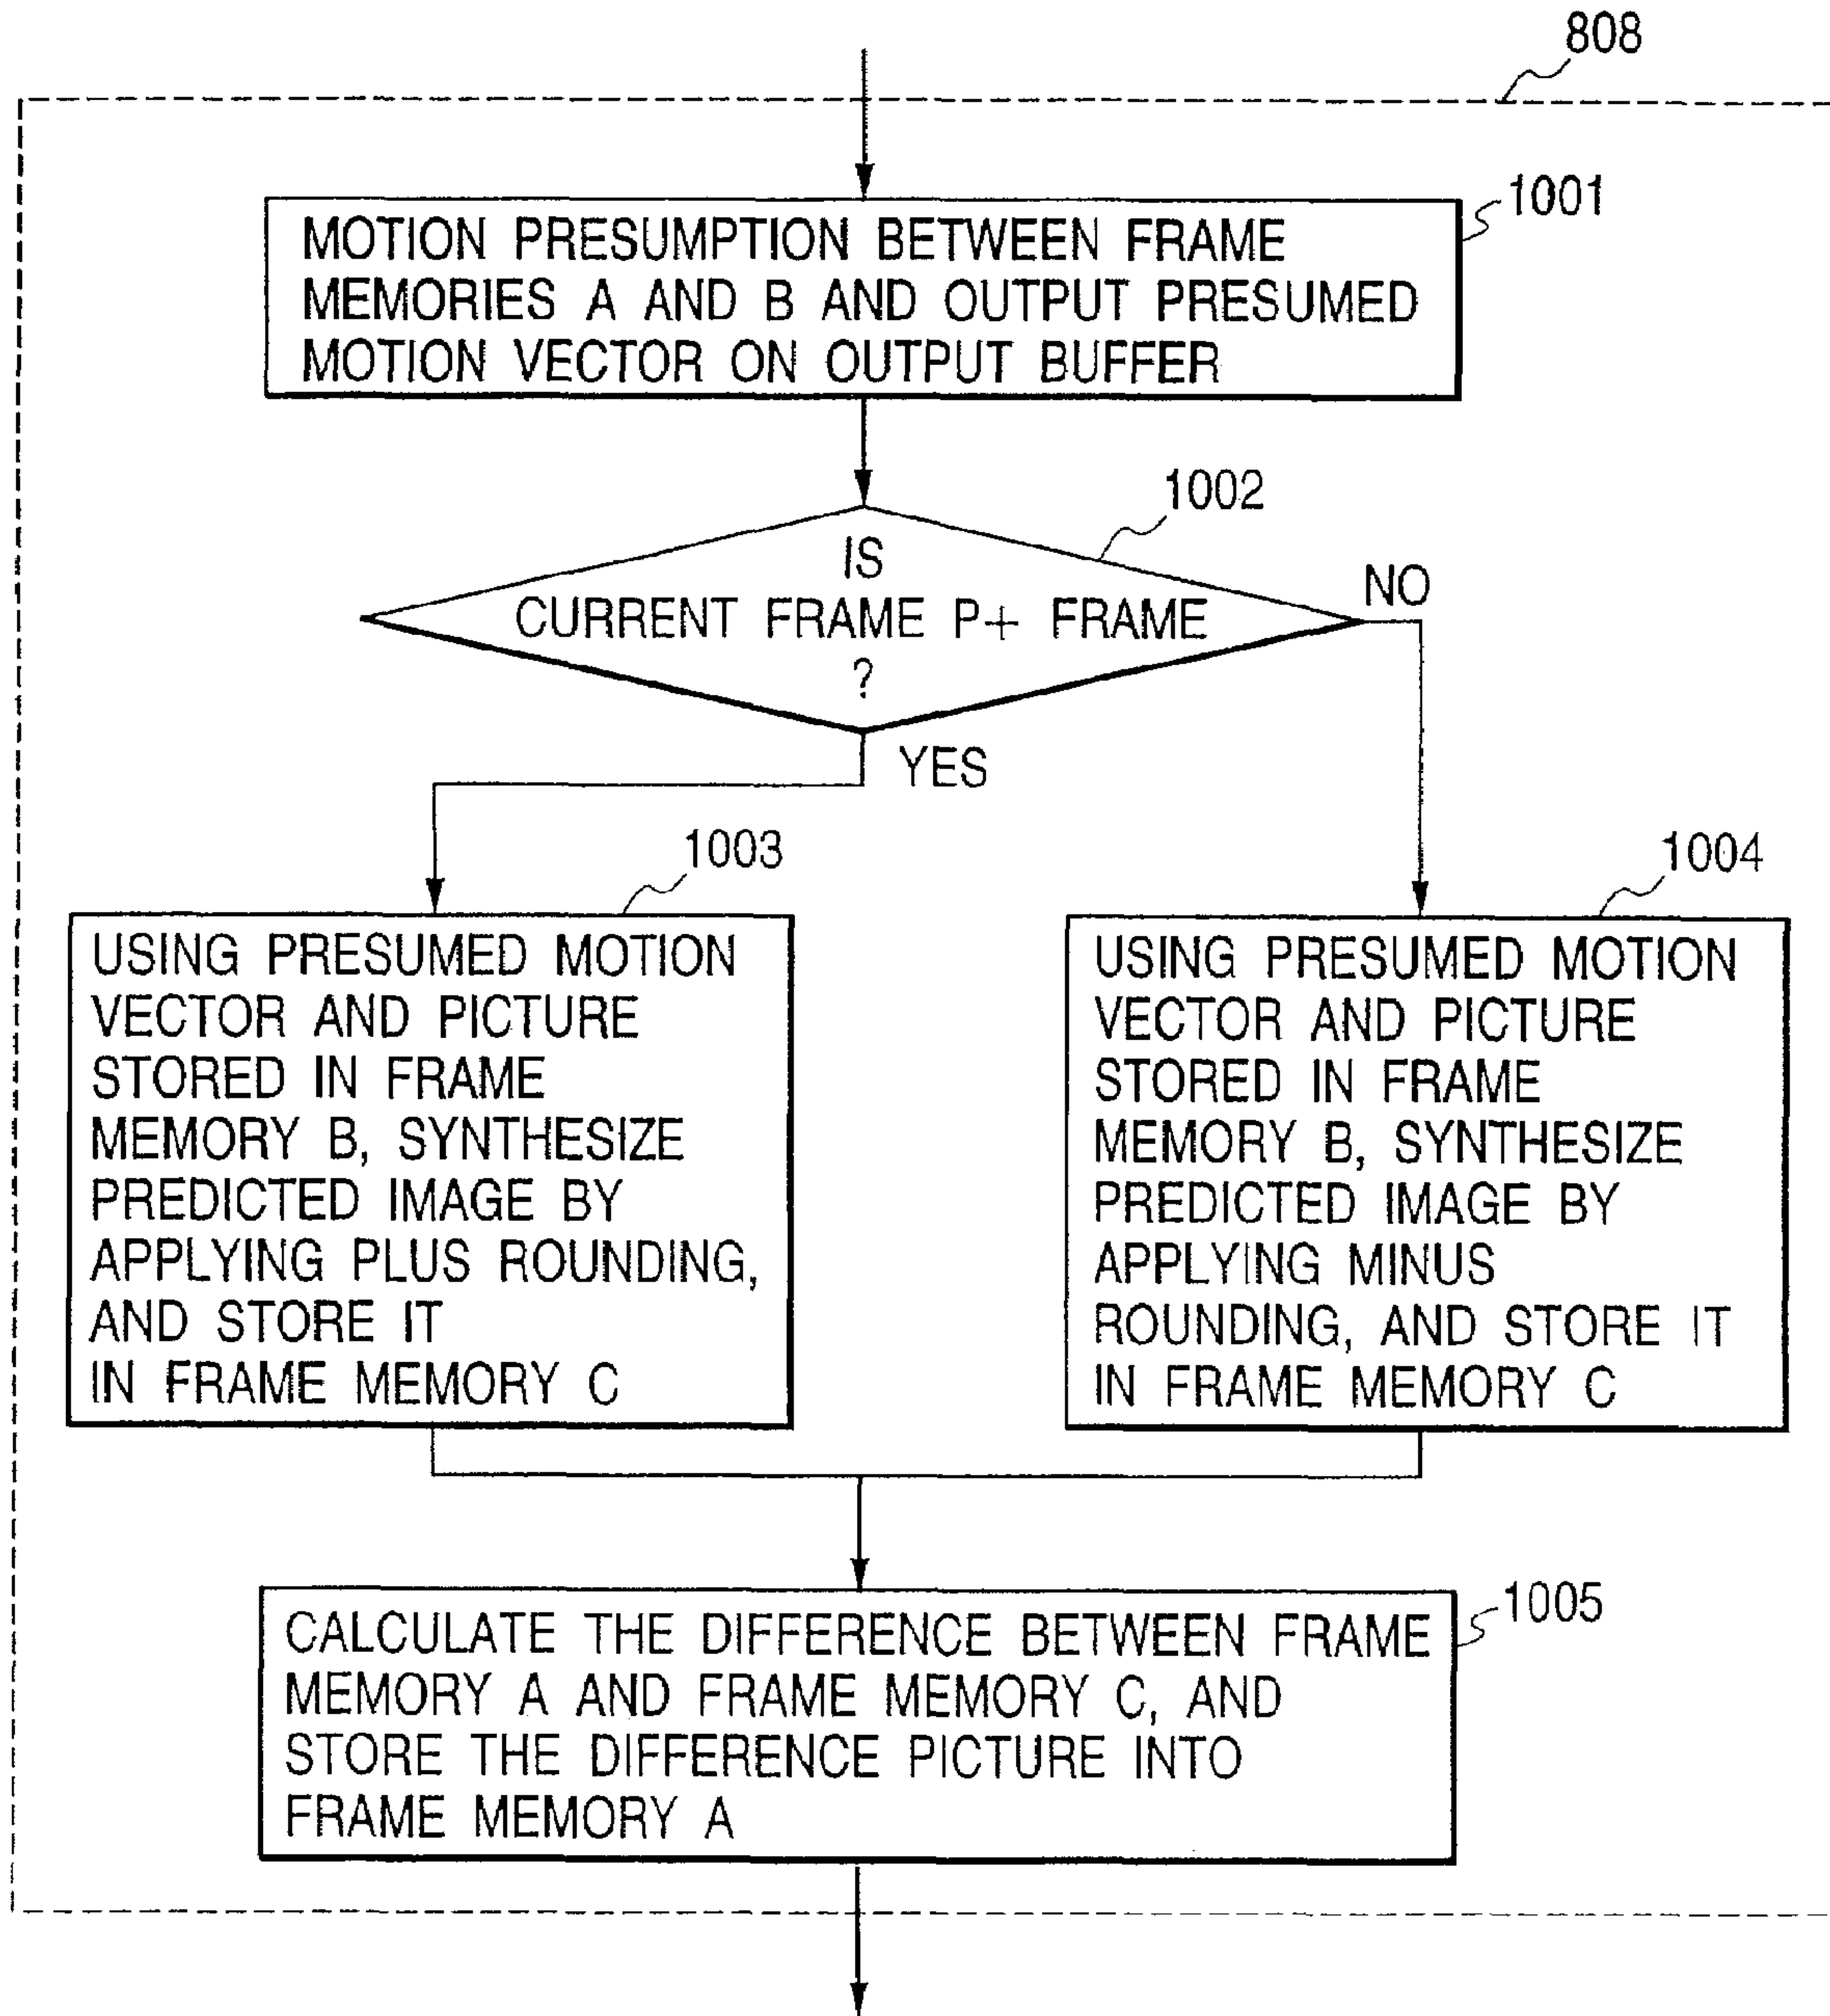 808
1001
MOTION PRESUMPTION BETWEEN FRAME
MEMORIES A AND B AND OUTPUT PRESUMED
MOTION VECTOR ON OUTPUT BUFFER
1002
IS
CURRENT FRAME P+ FRAME
?
NO
YES
1003
USING PRESUMED MOTION
VECTOR AND PICTURE
STORED IN FRAME
MEMORY B, SYNTHESIZE
PREDICTED IMAGE BY
APPLYING PLUS ROUNDING,
AND STORE IT
IN FRAME MEMORY C
1004
USING PRESUMED MOTION
VECTOR AND PICTURE
STORED IN FRAME
MEMORY B, SYNTHESIZE
PREDICTED IMAGE BY
APPLYING MINUS
ROUNDING, AND STORE IT
IN FRAME MEMORY C
1005
CALCULATE THE DIFFERENCE BETWEEN FRAME
MEMORY A AND FRAME MEMORY C, AND
STORE THE DIFFERENCE PICTURE INTO
FRAME MEMORY A